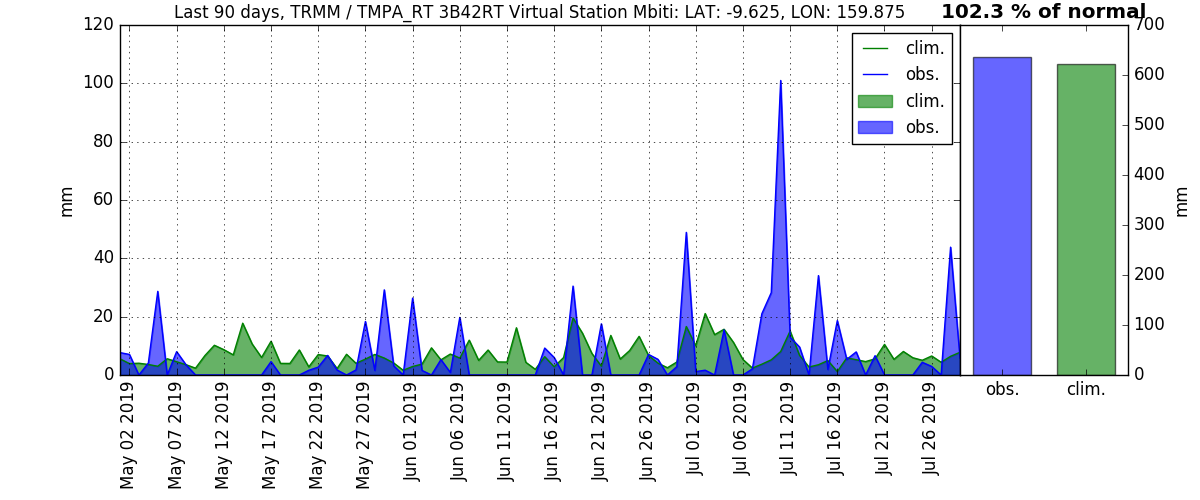 Last 90 days, TRMM / TMPA_RT 3B42RT Virtual Station Mbiti: LAT: -9.625, LON: 159.875
102.3 % of normal
120
100
80
60
40
20
0
mm
clim.
obs.
clim.
obs.
700
600
500
400
300
200
100
0
mm
May 02 2019
May 07 2019
May 12 2019
May 17 2019
May 22 2019
May 27 2019
Jun 01 2019
Jun 06 2019
Jun 11 2019
Jun 16 2019
Jun 21 2019
Jun 26 2019
Jul 01 2019
Jul 06 2019
Jul 11 2019
Jul 16 2019
Jul 21 2019
Jul 26 2019
obs.
clim.